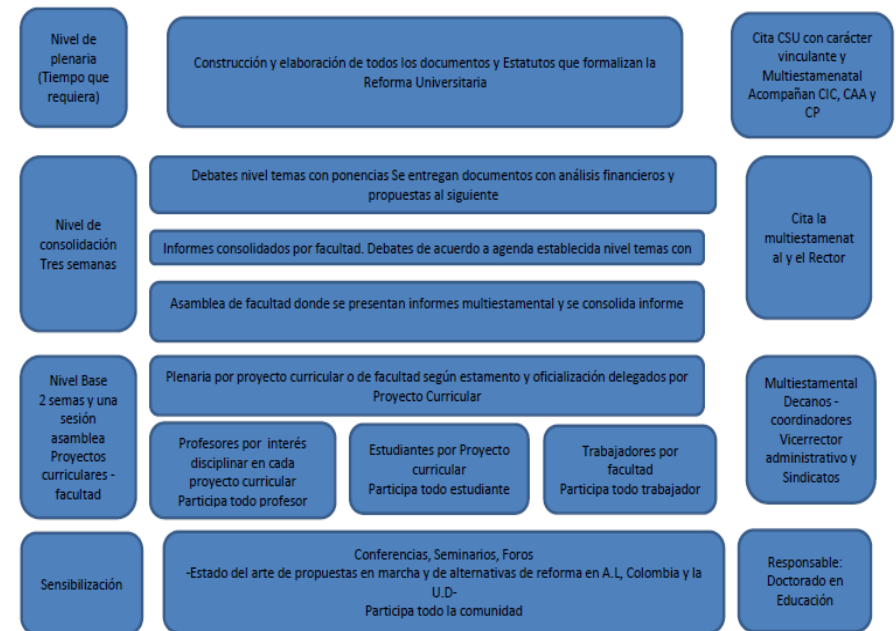 Nivel de
plenaria
(Tiempo que
requiera)
Construcción y elaboración de todos los documentos y Estatutos que formalizan la
Reforma Universitaria
Cita CSU con carácter
vinculante y
Multiestamenatal
Acompañan CIC, CAA y
CP
Nivel de
consolidación
Tres semanas
Debates nivel temas con ponencias Se entregan documentos con análisis financieros y
propuestas al siguiente
Informes consolidados por facultad. Debates de acuerdo a agenda establecida nivel temas con
Asamblea de facultad donde se presentan informes multiestamental y se consolida informe
Cita la
multiestamenat
al y el Rector
Nivel Base
2 semas y una
sesión
asamblea
Proyectos
curriculares -
facultad
Plenaria por proyecto curricular o de facultad según estamento y oficialización delegados por
Proyecto Curricular
Profesores por interés
disciplinar en cada
proyecto curricular
Participa todo profesor
Estudiantes por Proyecto
curricular
Participa todo estudiante
Trabajadores por
facultad
Participa todo trabajador
Multiestamental
Decanos -
coordinadores
Vicerrector
administrativo y
Sindicatos
Sensibilización
Conferencias, Seminarios, Foros
-Estado del arte de propuestas en marcha y de alternativas de reforma en A.L, Colombia y la
U.D-
Participa todo la comunidad
Responsable:
Doctorado en
Educación